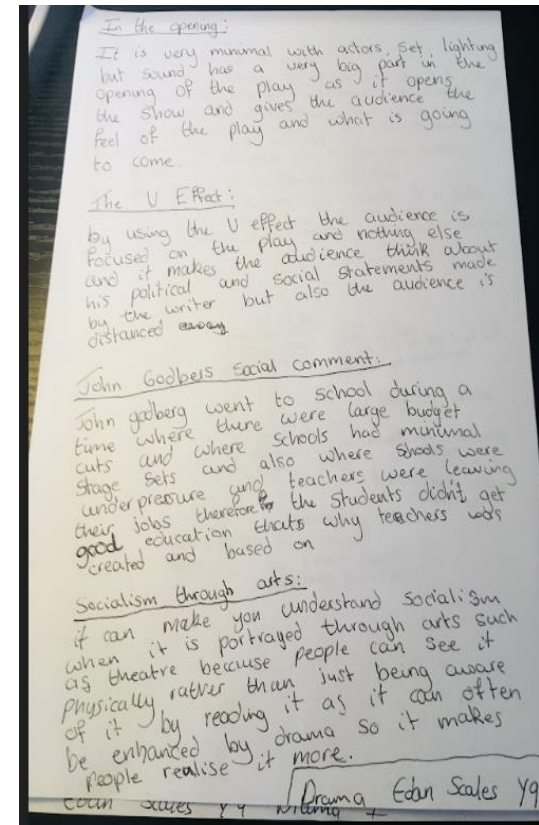 In the opening:
It is very minimal with actors, set, lighting
but sound has a very big part in the
opening of the play as it opens
the show and gives the audience the
feel of the play and what is going
to come.
The V Effect:
by using the V effect the audience is
focused on the play and nothing else
and it makes the audience think about
his political and social statements made
by the writer but also the audience is
distanced away
John Godbers social comment:
John godberg went to school during a
time where there were large budget
cuts and where schools had minimal
stage sets and also where shools were
under pressure and teachers were leaving
their jobs therefore the students didn't get
good education thats why teechers was
created and based on
Socialism through arts:
it can make you understand socialism
when it is portrayed through arts such
as theatre becuse people can see it
physically rather than just being aware
of it by reading it as it can often
be enhanced by drama so it makes
people realise it more.
Drama Edan Scales Y9
Edan Scales Y9 Drama